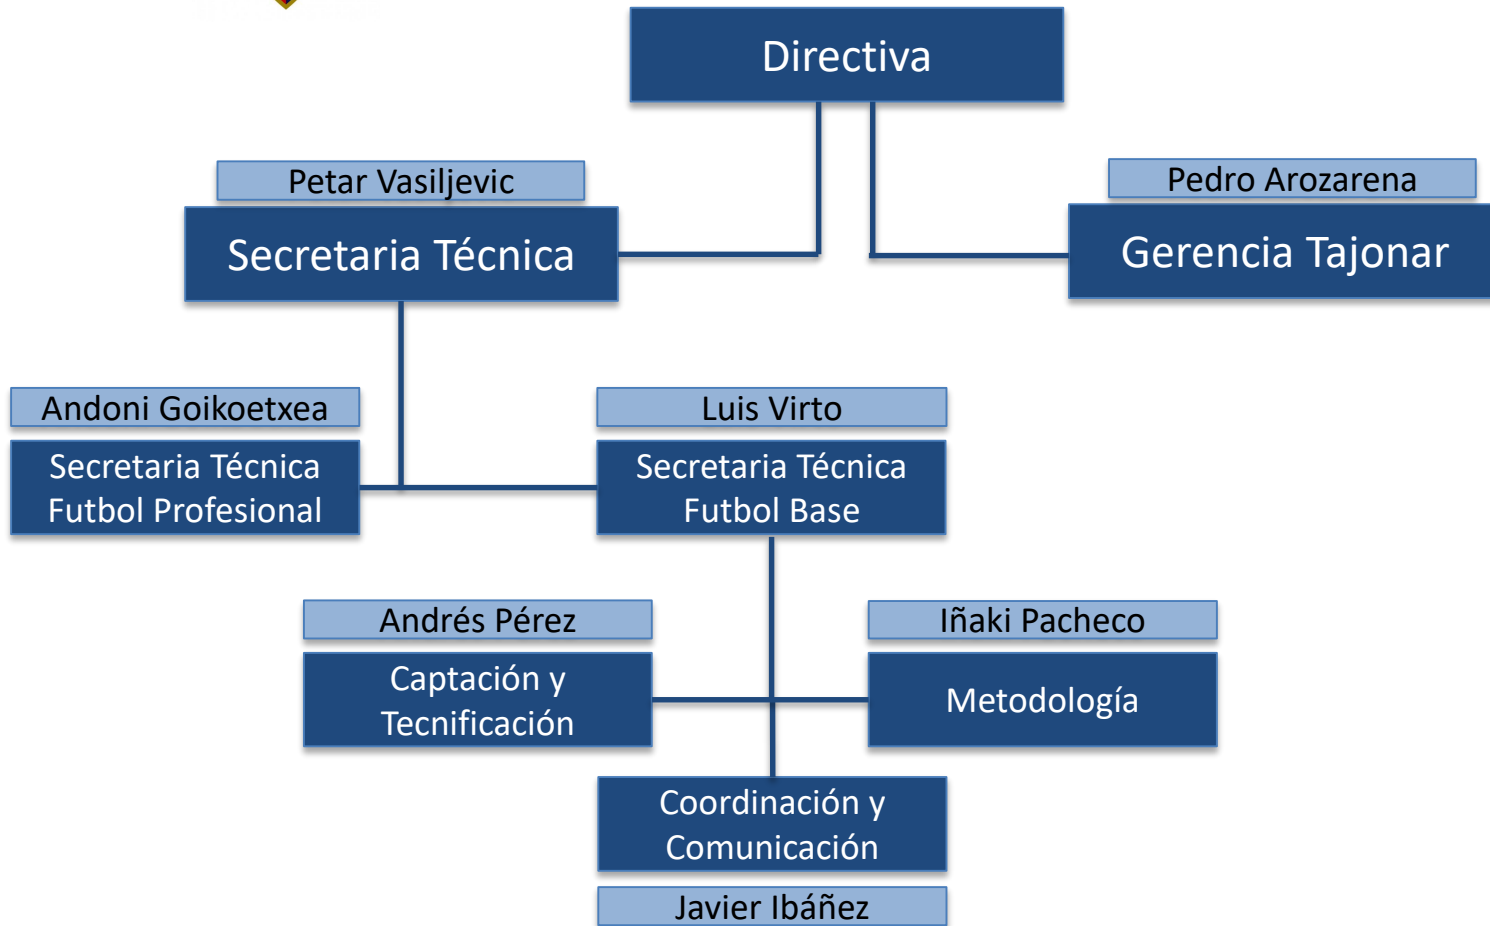 Directiva
Petar Vasiljevic
Secretaria Técnica
Pedro Arozarena
Gerencia Tajonar
Andoni Goikoetxea
Secretaria Técnica
Futbol Profesional
Luis Virto
Secretaria Técnica
Futbol Base
Andrés Pérez
Captación y
Tecnificación
Iñaki Pacheco
Metodología
Coordinación y
Comunicación
Javier Ibáñez